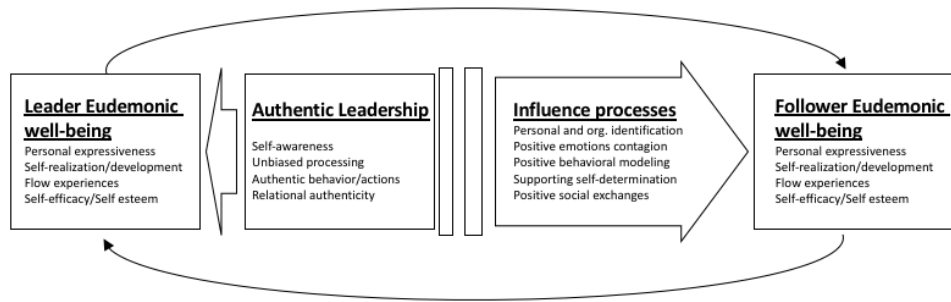 Leader Eudemonic
well-being
Personal expressiveness
Self-realization/development
Flow experiences
Self-efficacy/Self esteem
Authentic Leadership
Self-awareness
Unbiased processing
Authentic behavior/actions
Relational authenticity
Influence processes
Personal and org. identification
Positive emotions contagion
Positive behavioral modeling
Supporting self-determination
Positive social exchanges
Follower Eudemonic
well-being
Personal expressiveness
Self-realization/development
Flow experiences
Self-efficacy/Self esteem